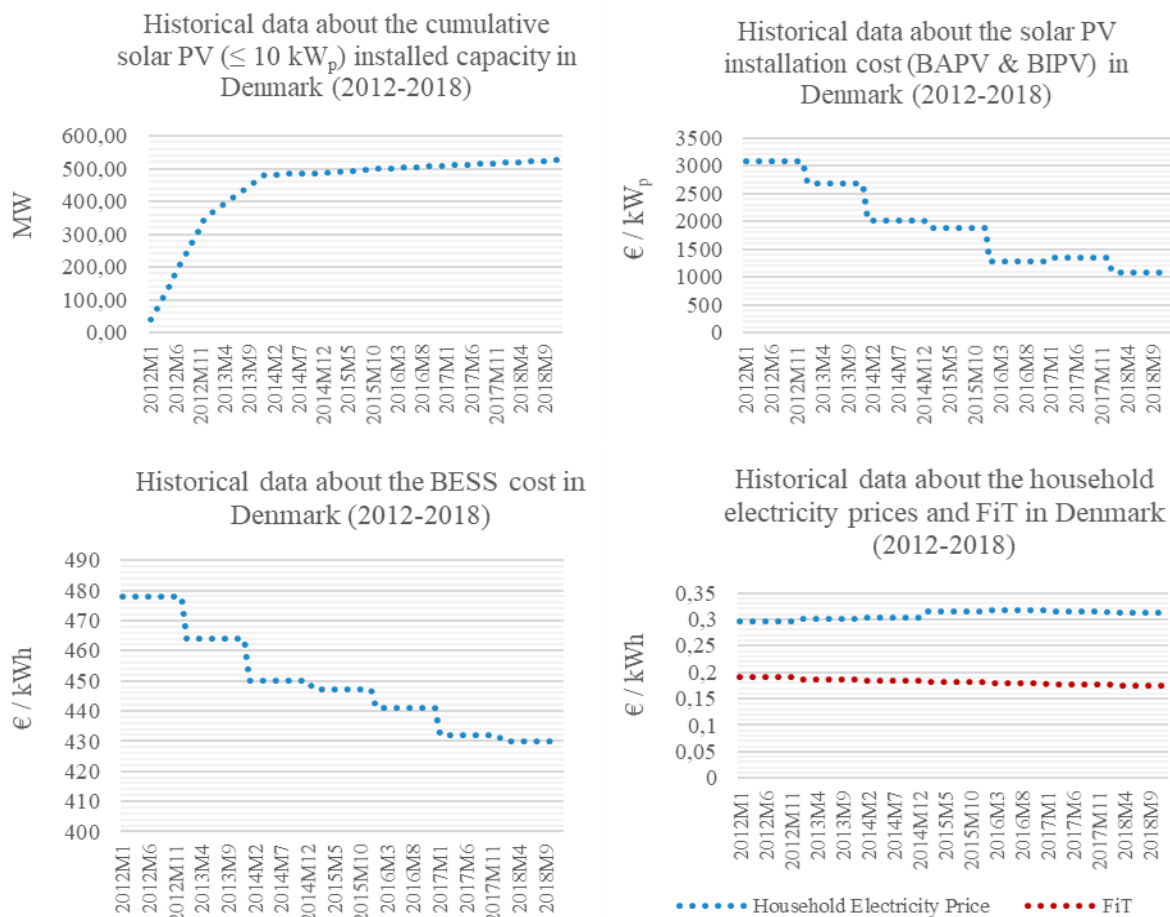 Historical data about the cumulative
solar PV (≤ 10 kWp) installed capacity in
Denmark (2012-2018)
600,00
500,00
400,00
300,00
200,00
100,00
0,00
MW
2012M1
2012M6
2012M11
2013M4
2013M9
2014M2
2014M7
2014M12
2015M5
2015M10
2016M3
2016M8
2017M1
2017M6
2017M11
2018M4
2018M9
Historical data about the solar PV
installation cost (BAPV & BIPV) in
Denmark (2012-2018)
3500
3000
2500
2000
1500
1000
500
0
€ / kWp
2012M1
2012M6
2012M11
2013M4
2013M9
2014M2
2014M7
2014M12
2015M5
2015M10
2016M3
2016M8
2017M1
2017M6
2017M11
2018M4
2018M9
Historical data about the BESS cost in
Denmark (2012-2018)
490
480
470
460
450
440
430
420
410
400
€ / kWh
2012M1
2012M6
2012M11
2013M4
2013M9
2014M2
2014M7
2014M12
2015M5
2015M10
2016M3
2016M8
2017M1
2017M6
2017M11
2018M4
2018M9
Historical data about the household
electricity prices and FiT in Denmark
(2012-2018)
0,35
0,3
0,25
0,2
0,15
0,1
0,05
0
€ / kWh
2012M1
2012M6
2012M11
2013M4
2013M9
2014M2
2014M7
2014M12
2015M5
2015M10
2016M3
2016M8
2017M1
2017M6
2017M11
2018M4
2018M9
Household Electricity Price
FiT